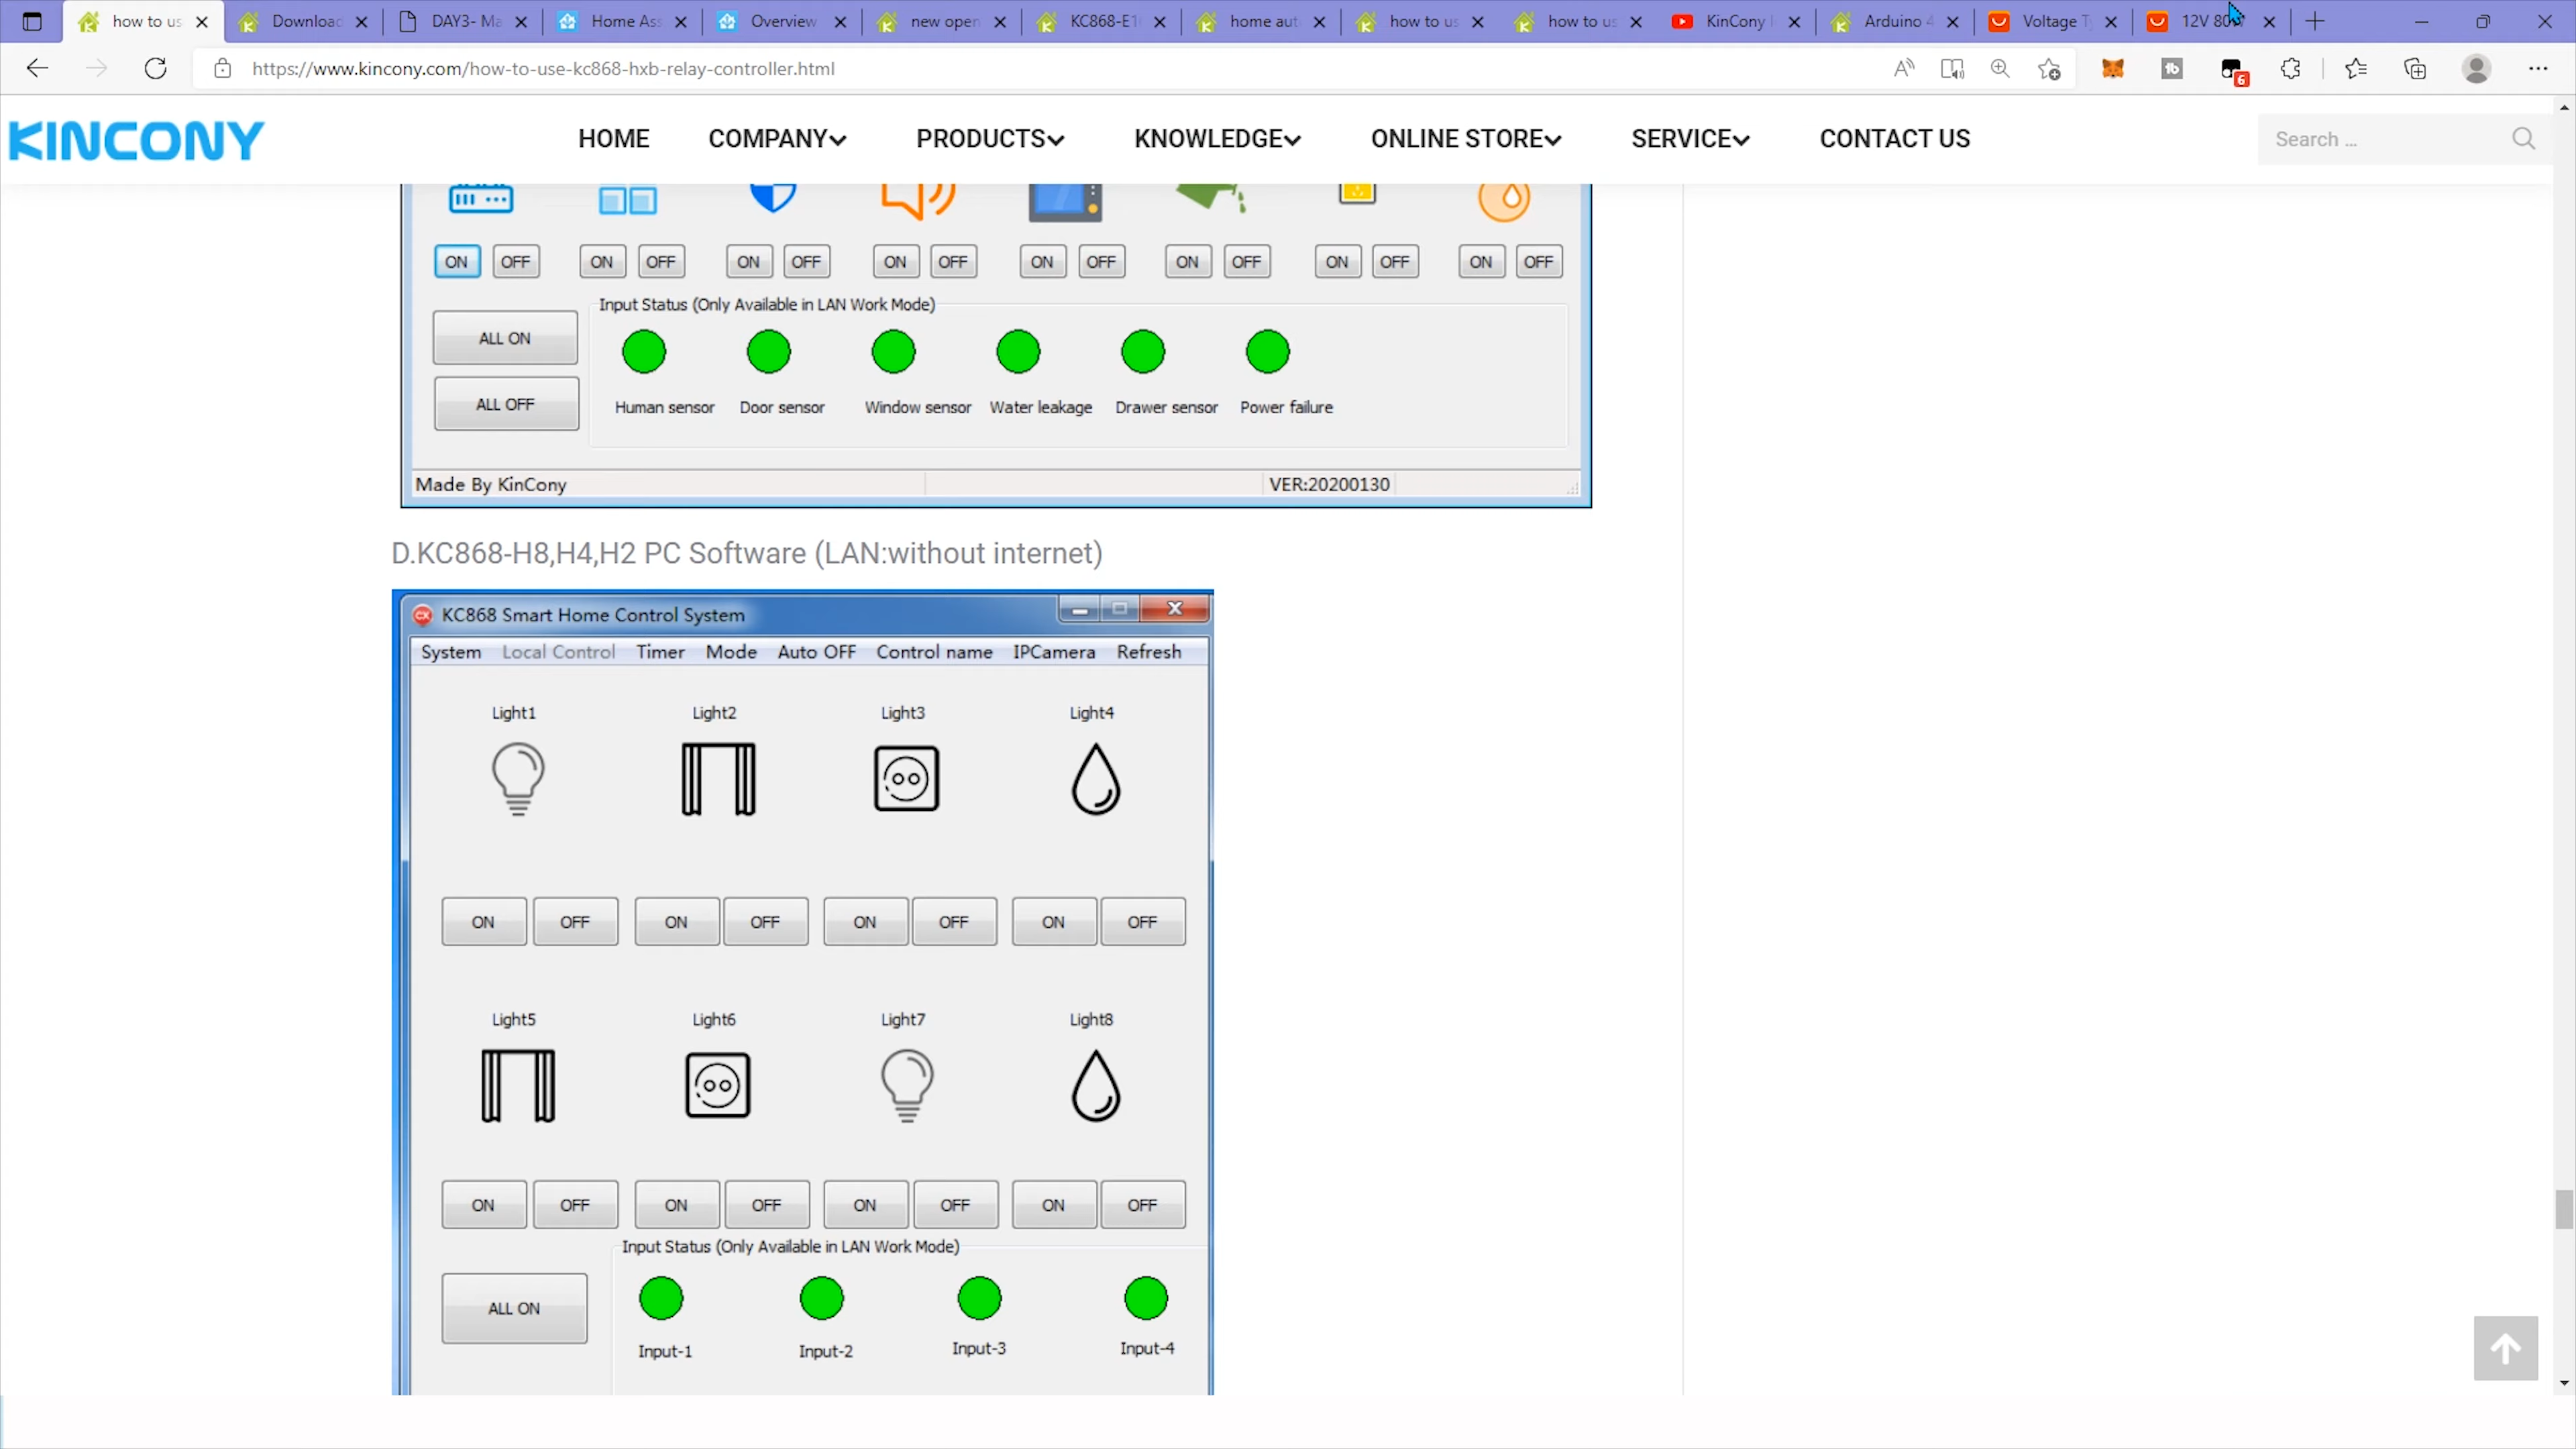 how to us Download DAY3- Ma Home Ass Overview new open KC868-E1 home aut how to us how to us KinCony Arduino 4 Voltage Ty 12V 80
https://www.kincony.com/how-to-use-kc868-hxb-relay-controller.html
6
KINCONY HOME COMPANY PRODUCTS KNOWLEDGE ONLINE STORE SERVICE CONTACT US Search ...
ON OFF ON OFF ON OFF ON OFF ON OFF ON OFF ON OFF ON OFF
Input Status (Only Available in LAN Work Mode)
ALL ON
ALL OFF
Human sensor Door sensor Window sensor Water leakage Drawer sensor Power failure
Made By KinCony VER:20200130
D.KC868-H8,H4,H2 PC Software (LAN:without internet)
KC868 Smart Home Control System
System Local Control Timer Mode Auto OFF Control name IPCamera Refresh
Light1 Light2 Light3 Light4
ON OFF ON OFF ON OFF ON OFF
Light5 Light6 Light7 Light8
ON OFF ON OFF ON OFF ON OFF
Input Status (Only Available in LAN Work Mode)
ALL ON
Input-1 Input-2 Input-3 Input-4